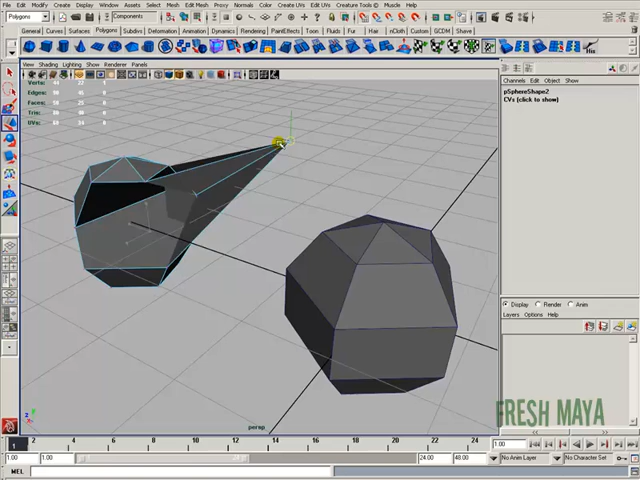 File Edit Modify Create Display Window Assets Select Mesh Edit Mesh Proxy Normals Color Create UVs Edit UVs Creature Tools Muscle Help
Polygons Components
General Curves Surfaces Polygons Subdivs Deformation Animation Dynamics Rendering PaintEffects Toon Fluids Fur Hair nCloth Custom GCDM Shave
View Shading Lighting Show Renderer Panels
Verts:
Edges:
Faces:
Tris:
UVs:
Channels Edit Object Show
pSphereShape2
CVs (click to show)
Display Render Anim
Layers Options Help
persp
FRESH MAYA
2 4 6 8 10 12 14 16 18 20 22 24
1 1.00
1.00 1.00 24.00 48.00 No Anim Layer No Character Set
MEL